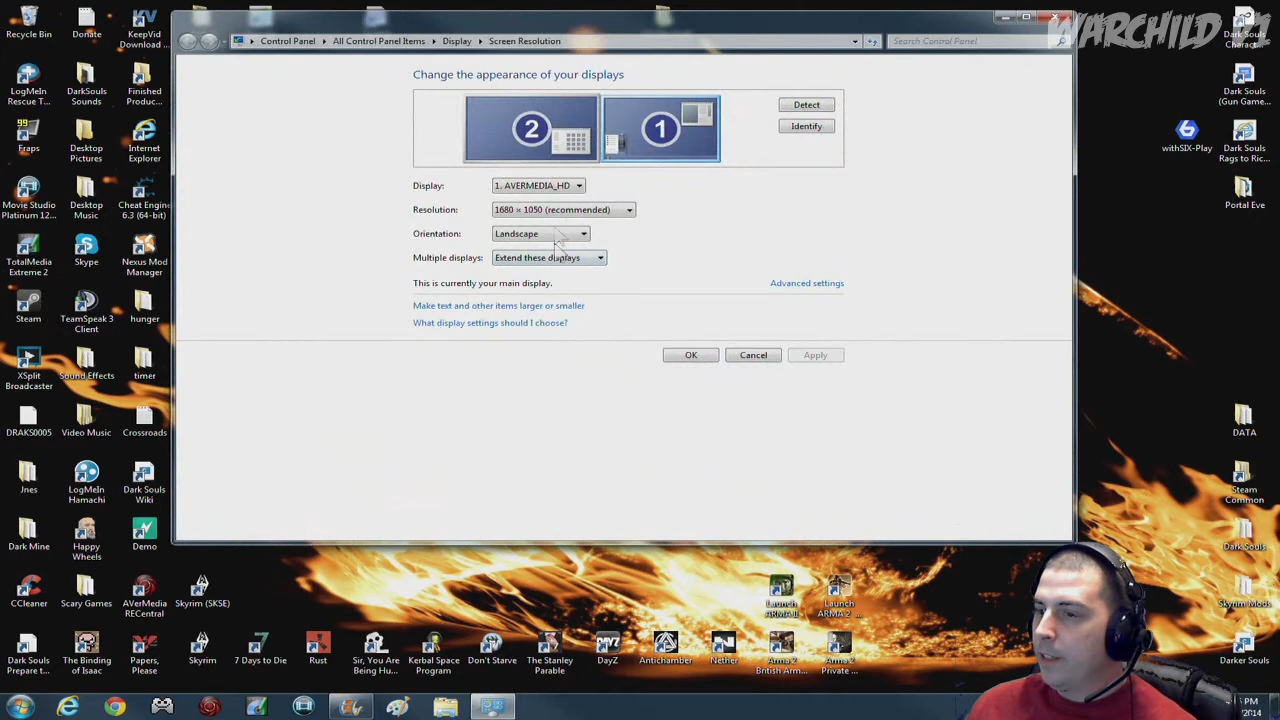 Recycle Bin
Donate
KeepVid Download ...
WARCHILD
Dark Souls Charact...
Control Panel
All Control Panel Items
Display
Screen Resolution
Search Control Panel
Change the appearance of your displays
2
1
Detect
Identify
Display:
1. AVERMEDIA_HD
Resolution:
1680 × 1050 (recommended)
Orientation:
Landscape
Multiple displays:
Extend these displays
This is currently your main display.
Advanced settings
Make text and other items larger or smaller
What display settings should I choose?
OK
Cancel
Apply
LogMeIn Rescue T...
DarkSouls Sounds
Finished Produc...
99
Fraps
Desktop Pictures
Internet Explorer
Movie Studio Platinum 12...
Desktop Music
Cheat Engine 6.3 (64-bit)
TotalMedia Extreme 2
Skype
Nexus Mod Manager
Steam
TeamSpeak 3 Client
hunger
XSplit Broadcaster
Sound Effects
timer
DRAKS0005
Video Music
Crossroads
Jnes
LogMeIn Hamachi
Dark Souls Wiki
Dark Mine
Happy Wheels
Demo
CCleaner
Scary Games
AVerMedia RECentral
Skyrim (SKSE)
Dark Souls Prepare t...
The Binding of Isaac
Papers, Please
Skyrim
7 Days to Die
Rust
Sir, You Are Being Hu...
Kerbal Space Program
Don't Starve
The Stanley Parable
DayZ
Antichamber
Nether
Arma 2 British Arm...
Arma 2 Private ...
Launch ARMA 2 ...
withSIX-Play
Dark Souls (Gun Game...
Dark Souls Rags to Ric...
Portal Eve
DATA
Steam Common
Dark Souls
Skyrim Mods
Darker Souls